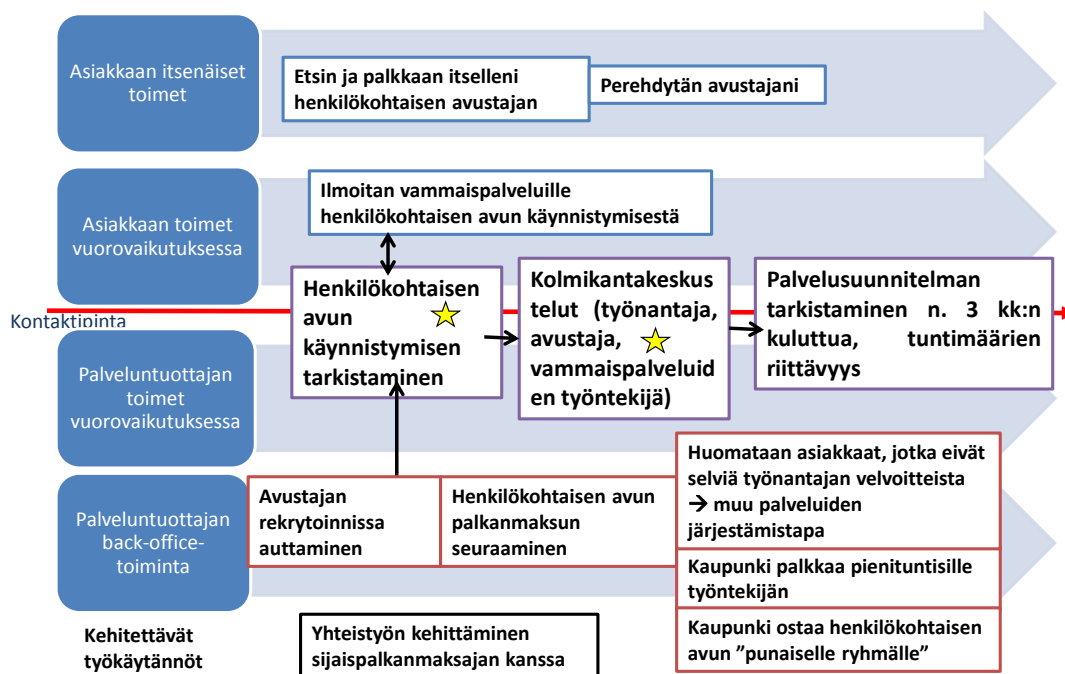 Asiakkaan itsenäiset
toimet
Etsin ja palkkaan itselleni
henkilökohtaisen avustajan
Perehdytän avustajani
Asiakkaan toimet
vuorovaikutuksessa
Ilmoitan vammaispalveluille
henkilökohtaisen avun käynnistymisestä
Kontaktipinta
Henkilökohtaisen
avun
käynnistymisen
tarkistaminen
Kolmikantakeskus
telut (työnantaja,
avustaja,
vammaispalveluid
en työntekijä)
Palvelusuunnitelman
tarkistaminen n. 3 kk:n
kuluttua, tuntimäärien
riittävyys
Palveluntuottajan
toimet
vuorovaikutuksessa
Palveluntuottajan
back-office-
toiminta
Avustajan
rekrytoinnissa
auttaminen
Henkilökohtaisen avun
palkanmaksun
seuraaminen
Huomataan asiakkaat, jotka eivät
selviä työnantajan velvoitteista
→ muu palveluiden
järjestämistapa
Kaupunki palkkaa pienituntisille
työntekijän
Kaupunki ostaa henkilökohtaisen
avun ”punaiselle ryhmälle”
Kehitettävät
työkäytännöt
Yhteistyön kehittäminen
sijaispalkanmaksajan kanssa